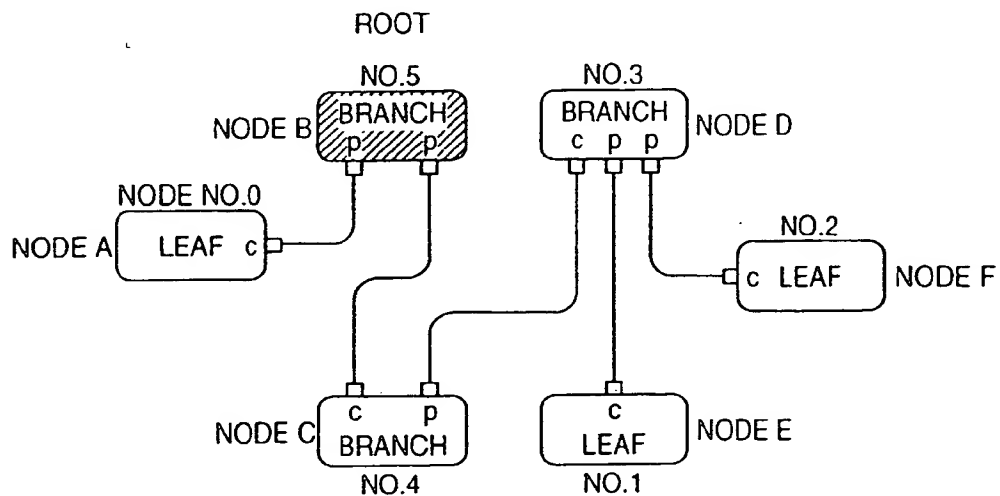 ROOT
NO.5
NO.3
NODE B
BRANCH
p p
BRANCH
c p p
NODE D
NODE NO.0
NODE A
LEAF c
NO.2
c LEAF
NODE F
NODE C
c p
BRANCH
NO.4
c
LEAF
NODE E
NO.1